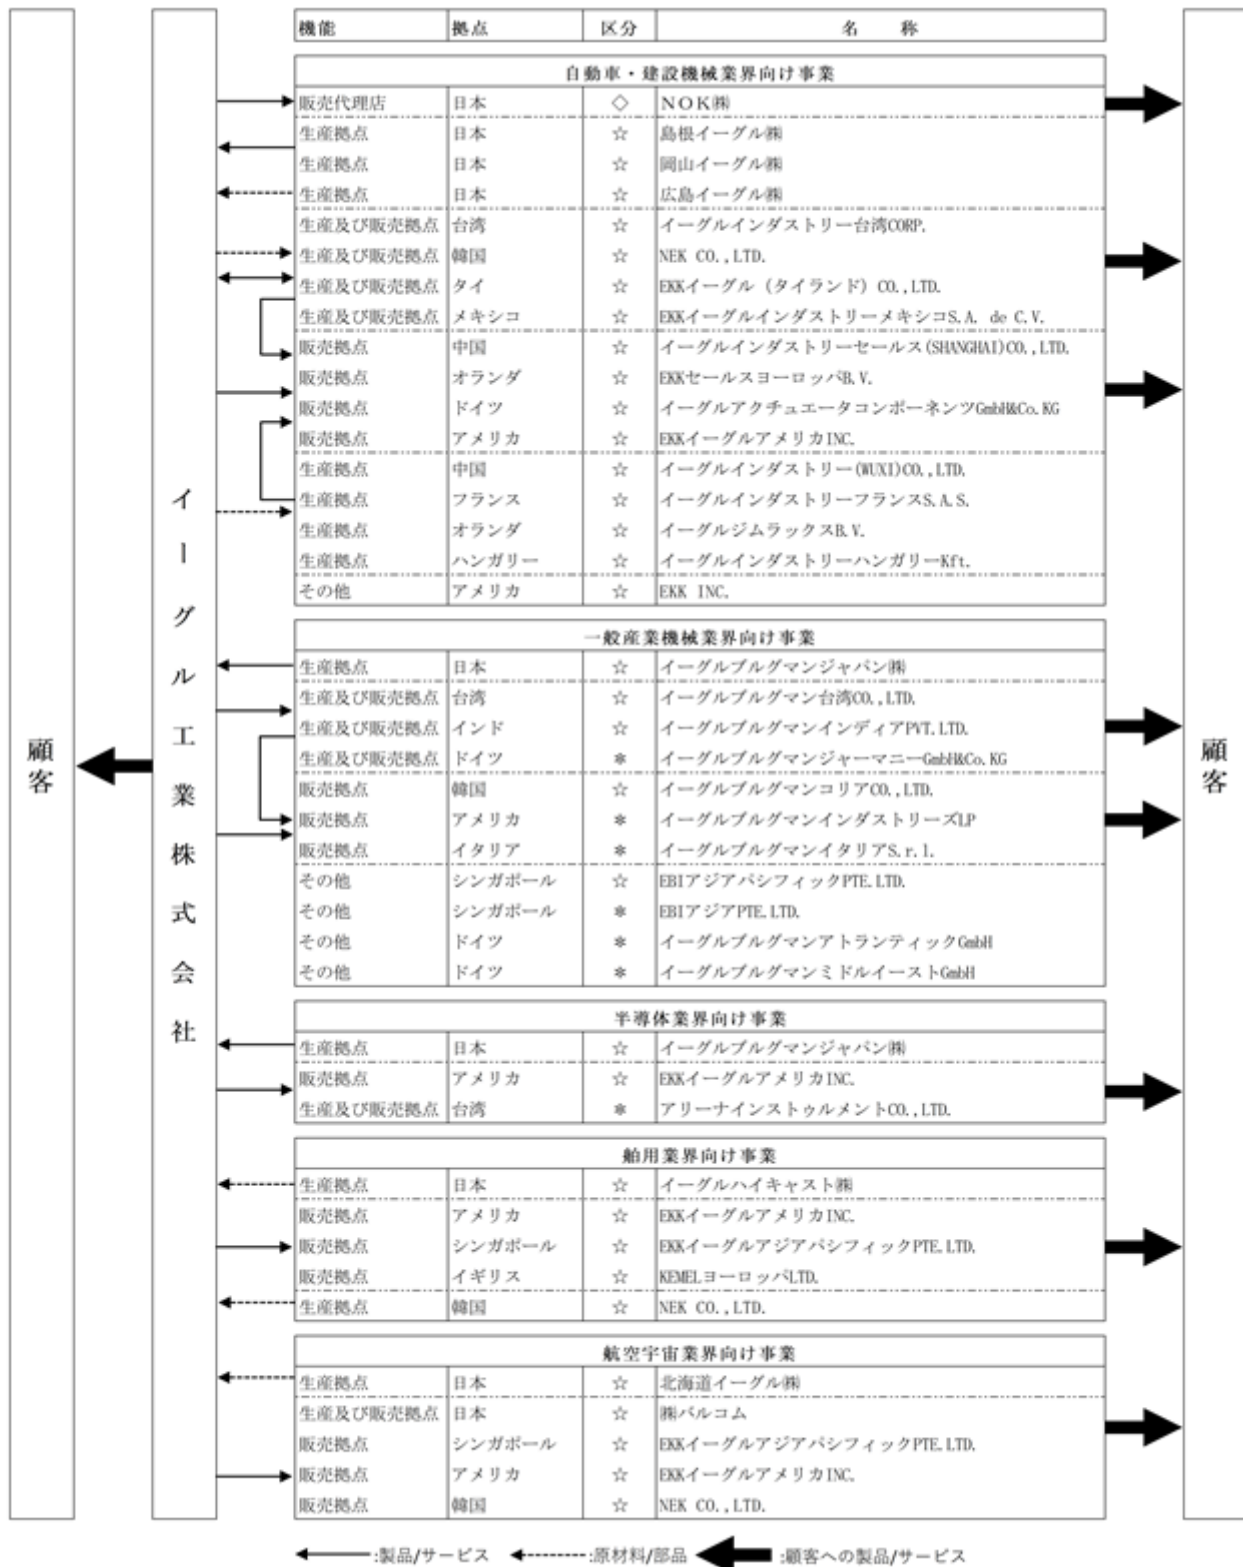 機能 拠点 区分 名 称
自動車・建設機械業界向け事業
販売代理店 日本 ◇ NOK㈱
生産拠点 日本 ☆ 島根イーグル㈱
生産拠点 日本 ☆ 岡山イーグル㈱
生産拠点 日本 ☆ 広島イーグル㈱
生産及び販売拠点 台湾 ☆ イーグルインダストリー台湾CORP.
生産及び販売拠点 韓国 ☆ NEK CO.,LTD.
生産及び販売拠点 タイ ☆ EKKイーグル(タイランド)CO.,LTD.
生産及び販売拠点 メキシコ ☆ EKKイーグルインダストリーメキシコS.A. de C.V.
販売拠点 中国 ☆ イーグルインダストリーセールス(SHANGHAI)CO.,LTD.
販売拠点 オランダ ☆ EKKセールスヨーロッパB.V.
販売拠点 ドイツ ☆ イーグルアクチュエータコンポーネンツGmbH&Co.KG
販売拠点 アメリカ ☆ EKKイーグルアメリカINC.
生産拠点 中国 ☆ イーグルインダストリー(WUXI)CO.,LTD.
生産拠点 フランス ☆ イーグルインダストリーフランスS.A.S.
生産拠点 オランダ ☆ イーグルジムラックスB.V.
生産拠点 ハンガリー ☆ イーグルインダストリーハンガリーKft.
その他 アメリカ ☆ EKK INC.
一般産業機械業界向け事業
生産拠点 日本 ☆ イーグルブルグマンジャパン㈱
生産及び販売拠点 台湾 ☆ イーグルブルグマン台湾CO.,LTD.
生産及び販売拠点 インド ☆ イーグルブルグマンインディアPVT.LTD.
生産及び販売拠点 ドイツ * イーグルブルグマンジャーマニーGmbH&Co.KG
販売拠点 韓国 ☆ イーグルブルグマンコリアCO.,LTD.
販売拠点 アメリカ * イーグルブルグマンインダストリーズLP
販売拠点 イタリア * イーグルブルグマンイタリアS.r.l.
その他 シンガポール ☆ EBIアジアパシフィックPTE.LTD.
その他 シンガポール * EBIアジアPTE.LTD.
その他 ドイツ * イーグルブルグマンアトランティックGmbH
その他 ドイツ * イーグルブルグマンミドルイーストGmbH
半導体業界向け事業
生産拠点 日本 ☆ イーグルブルグマンジャパン㈱
販売拠点 アメリカ ☆ EKKイーグルアメリカINC.
生産及び販売拠点 台湾 * アリーナインストゥルメントCO.,LTD.
舶用業界向け事業
生産拠点 日本 ☆ イーグルハイキャスト㈱
販売拠点 アメリカ ☆ EKKイーグルアメリカINC.
販売拠点 シンガポール ☆ EKKイーグルアジアパシフィックPTE.LTD.
販売拠点 イギリス ☆ KEMELヨーロッパLTD.
生産拠点 韓国 ☆ NEK CO.,LTD.
航空宇宙業界向け事業
生産拠点 日本 ☆ 北海道イーグル㈱
生産及び販売拠点 日本 ☆ ㈱バルコム
販売拠点 シンガポール ☆ EKKイーグルアジアパシフィックPTE.LTD.
販売拠点 アメリカ ☆ EKKイーグルアメリカINC.
販売拠点 韓国 ☆ NEK CO.,LTD.
顧客
イーグル工業株式会社
顧客
:製品/サービス :原材料/部品 :顧客への製品/サービス